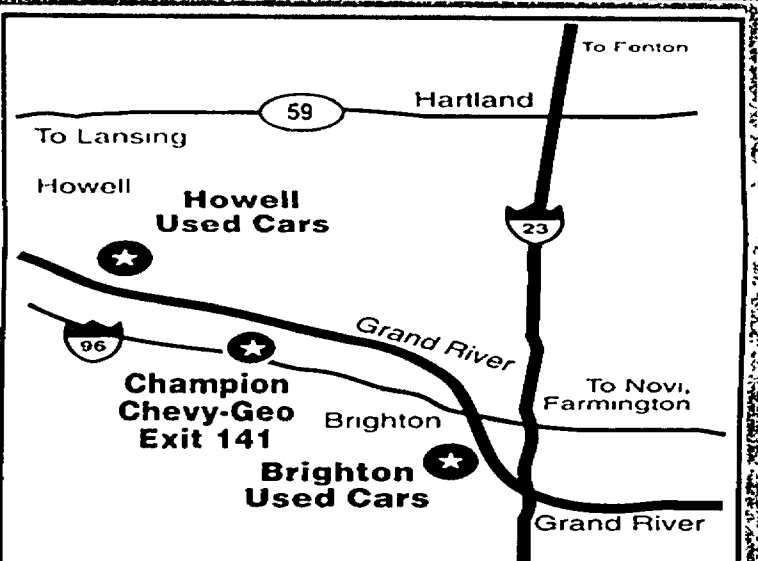 To Fenton
59
Hartland
To Lansing
Howell
Howell
Used Cars
23
96
Grand River
Champion
Chevy-Geo
Exit 141
To Novi,
Farmington
Brighton
Brighton
Used Cars
Grand River